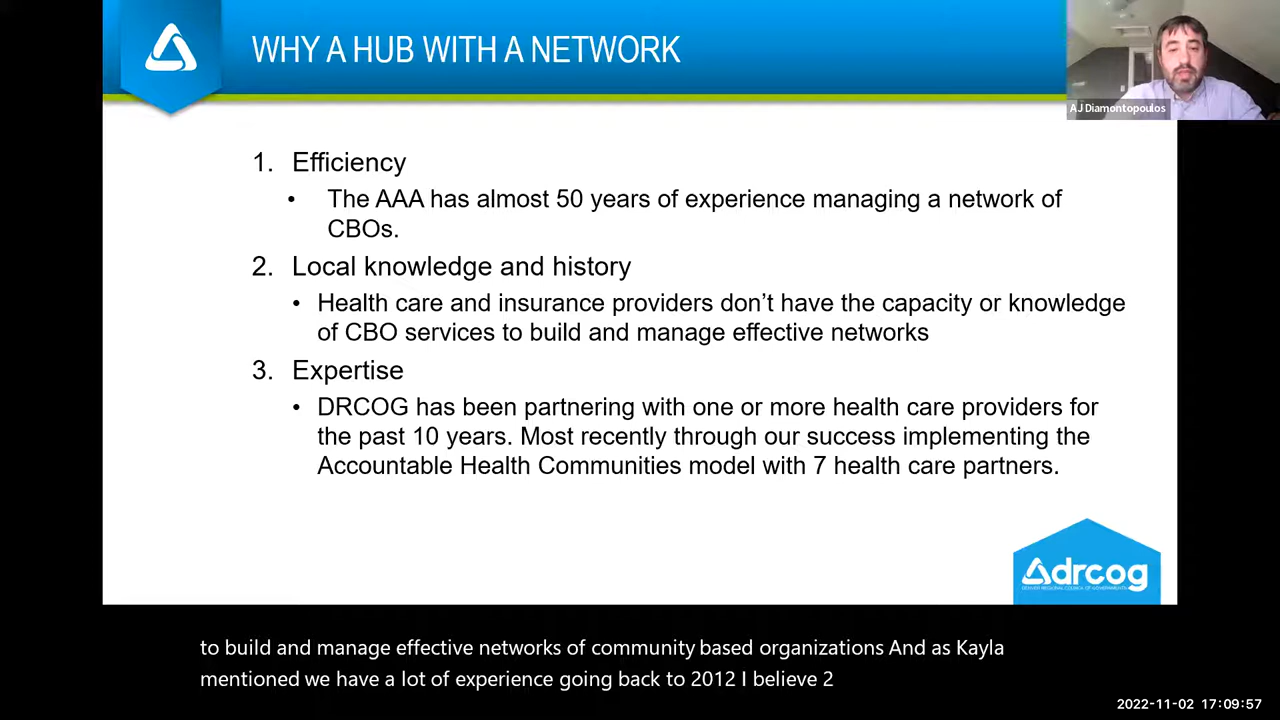 WHY A HUB WITH A NETWORK
AJ Diamontopoulos
1. Efficiency
• The AAA has almost 50 years of experience managing a network of
CBOs.
2. Local knowledge and history
• Health care and insurance providers don’t have the capacity or knowledge
of CBO services to build and manage effective networks
3. Expertise
• DRCOG has been partnering with one or more health care providers for
the past 10 years. Most recently through our success implementing the
Accountable Health Communities model with 7 health care partners.
drcog
DENVER REGIONAL COUNCIL OF GOVERNMENTS
to build and manage effective networks of community based organizations And as Kayla
mentioned we have a lot of experience going back to 2012 I believe 2
2022-11-02 17:09:57